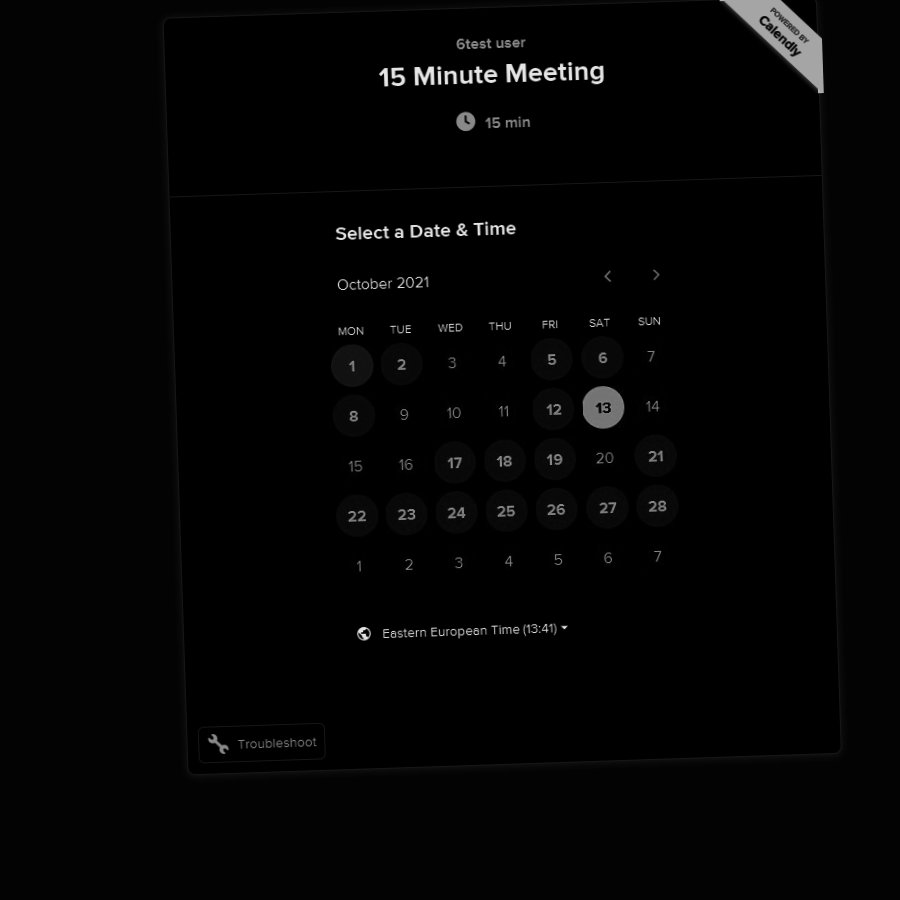 POWERED BY
Calendly
6test user
15 Minute Meeting
15 min
Select a Date & Time
October 2021
MON TUE WED THU FRI SAT SUN
1 2 3 4 5 6 7
8 9 10 11 12 13 14
15 16 17 18 19 20 21
22 23 24 25 26 27 28
1 2 3 4 5 6 7
Eastern European Time (13:41)
Troubleshoot